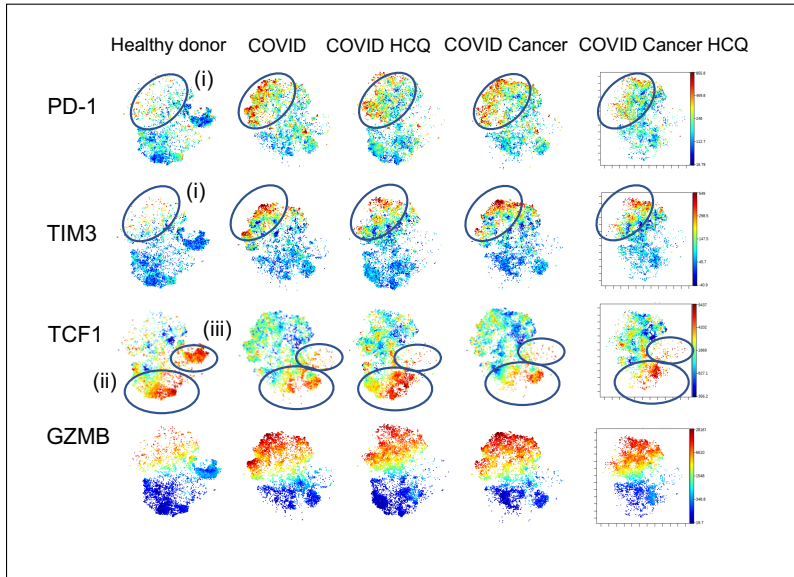 Healthy donor COVID COVID HCQ COVID Cancer COVID Cancer HCQ
PD-1 (i)
TIM3 (i)
TCF1 (iii)
(ii)
GZMB